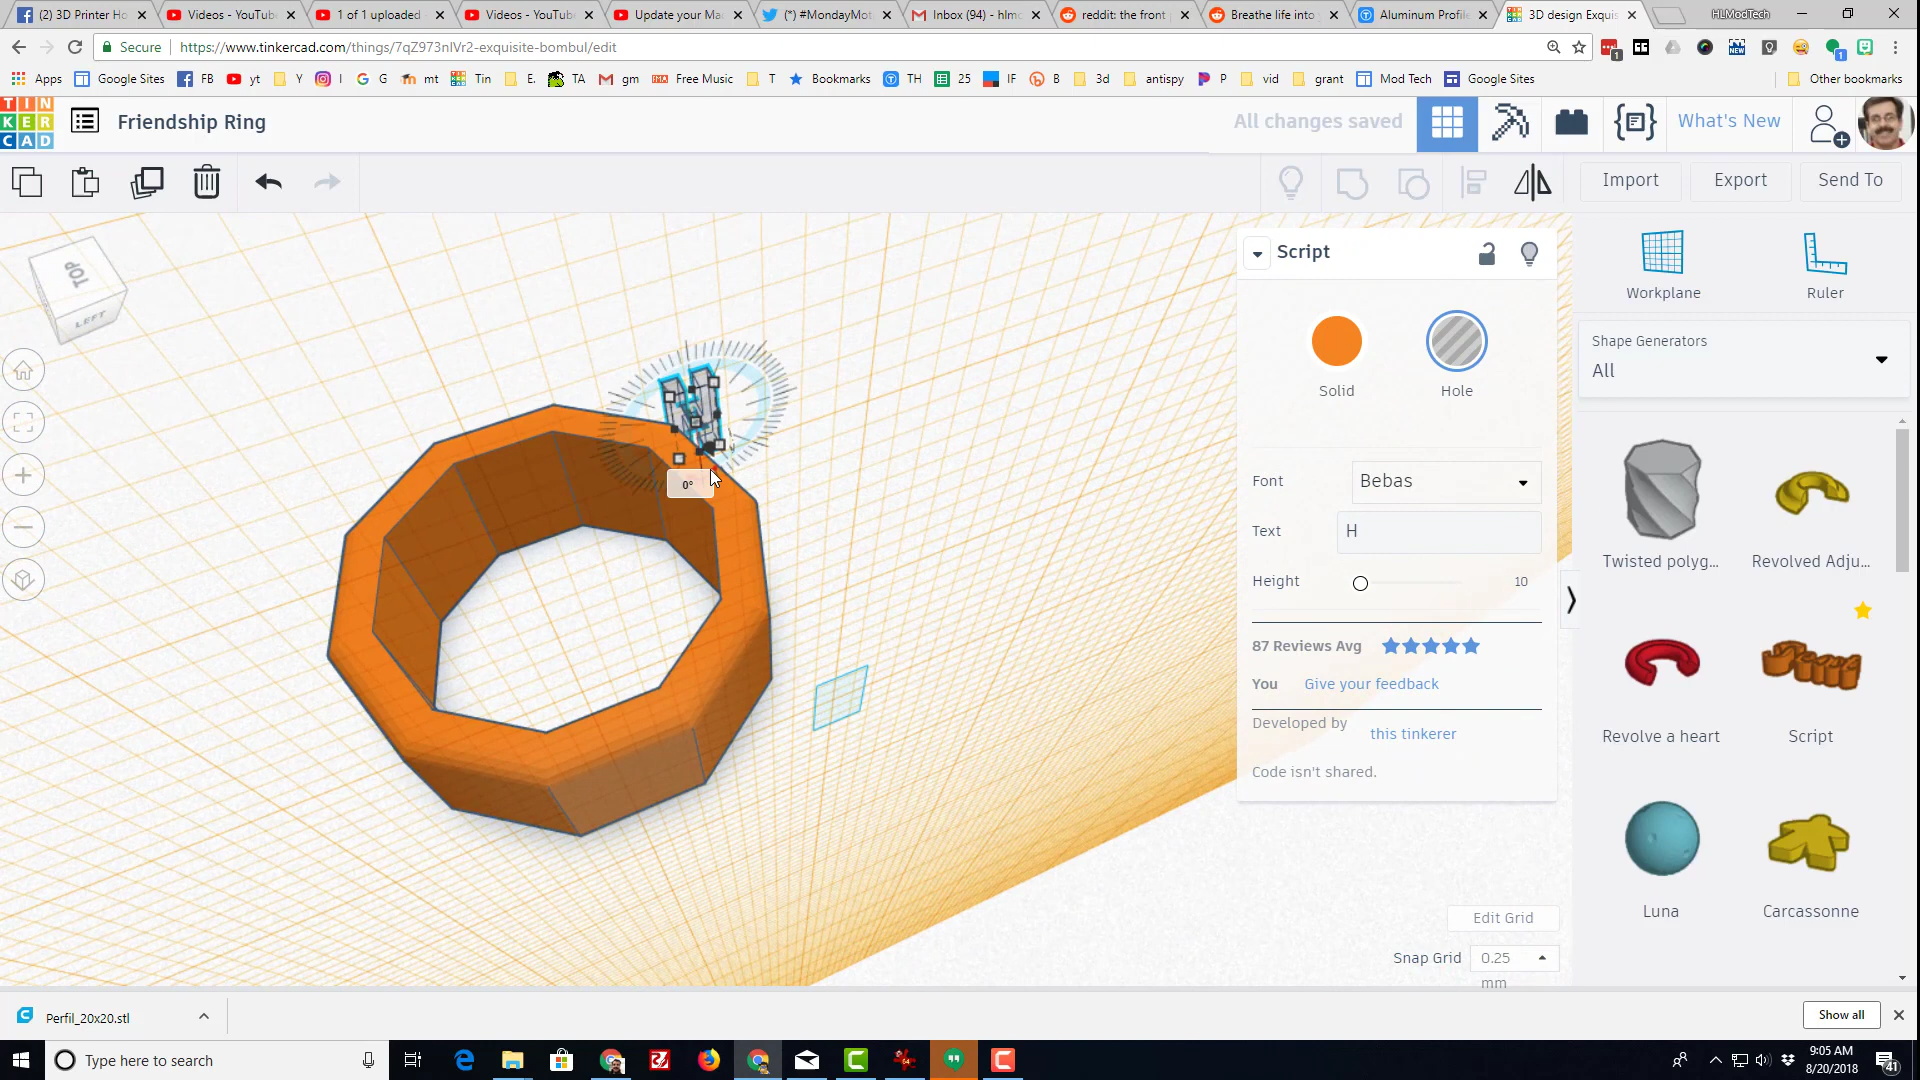 (2) 3D Printer Ho
Videos - YouTub
1 of 1 uploaded
Videos - YouTub
Update your Ma
(*) #MondayMot
Inbox (94) - hlmo
reddit: the front
Breathe life into
Aluminum Profile
3D design Exquis
HLModTech
Secure
https://www.tinkercad.com/things/7qZ973nlVr2-exquisite-bombul/edit
Apps
Google Sites
FB
yt
Y
I
G
mt
Tin
E.
TA
gm
Free Music
T
Bookmarks
TH
25
IF
B
3d
antispy
P
vid
grant
Mod Tech
Google Sites
Other bookmarks
TIN
KER
CAD
Friendship Ring
All changes saved
What's New
Import
Export
Send To
TOP
LEFT
0°
Script
Solid
Hole
Font
Bebas
Text
H
Height
10
87 Reviews Avg
You
Give your feedback
Developed by
this tinkerer
Code isn't shared.
Workplane
Ruler
Shape Generators
All
Twisted polyg...
Revolved Adju...
Revolve a heart
Script
Luna
Carcassonne
Edit Grid
Snap Grid
0.25
mm
Perfil_20x20.stl
Show all
Type here to search
9:05 AM
8/20/2018
41